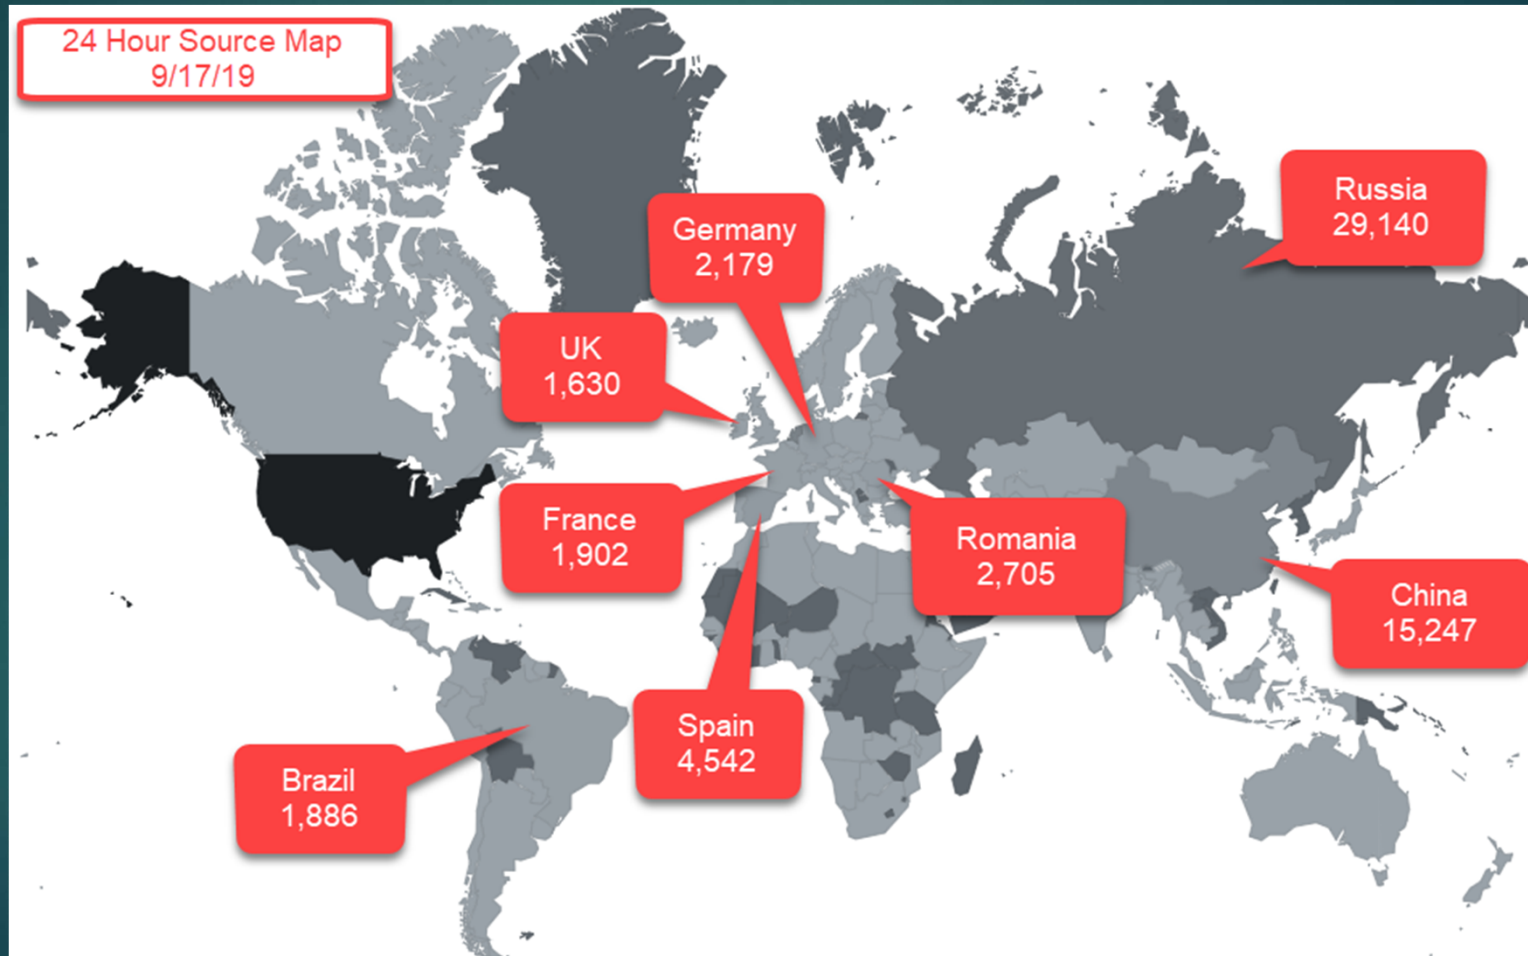 24 Hour Source Map
9/17/19
Russia
29,140
Germany
2,179
UK
1,630
France
1,902
Romania
2,705
China
15,247
Spain
4,542
Brazil
1,886